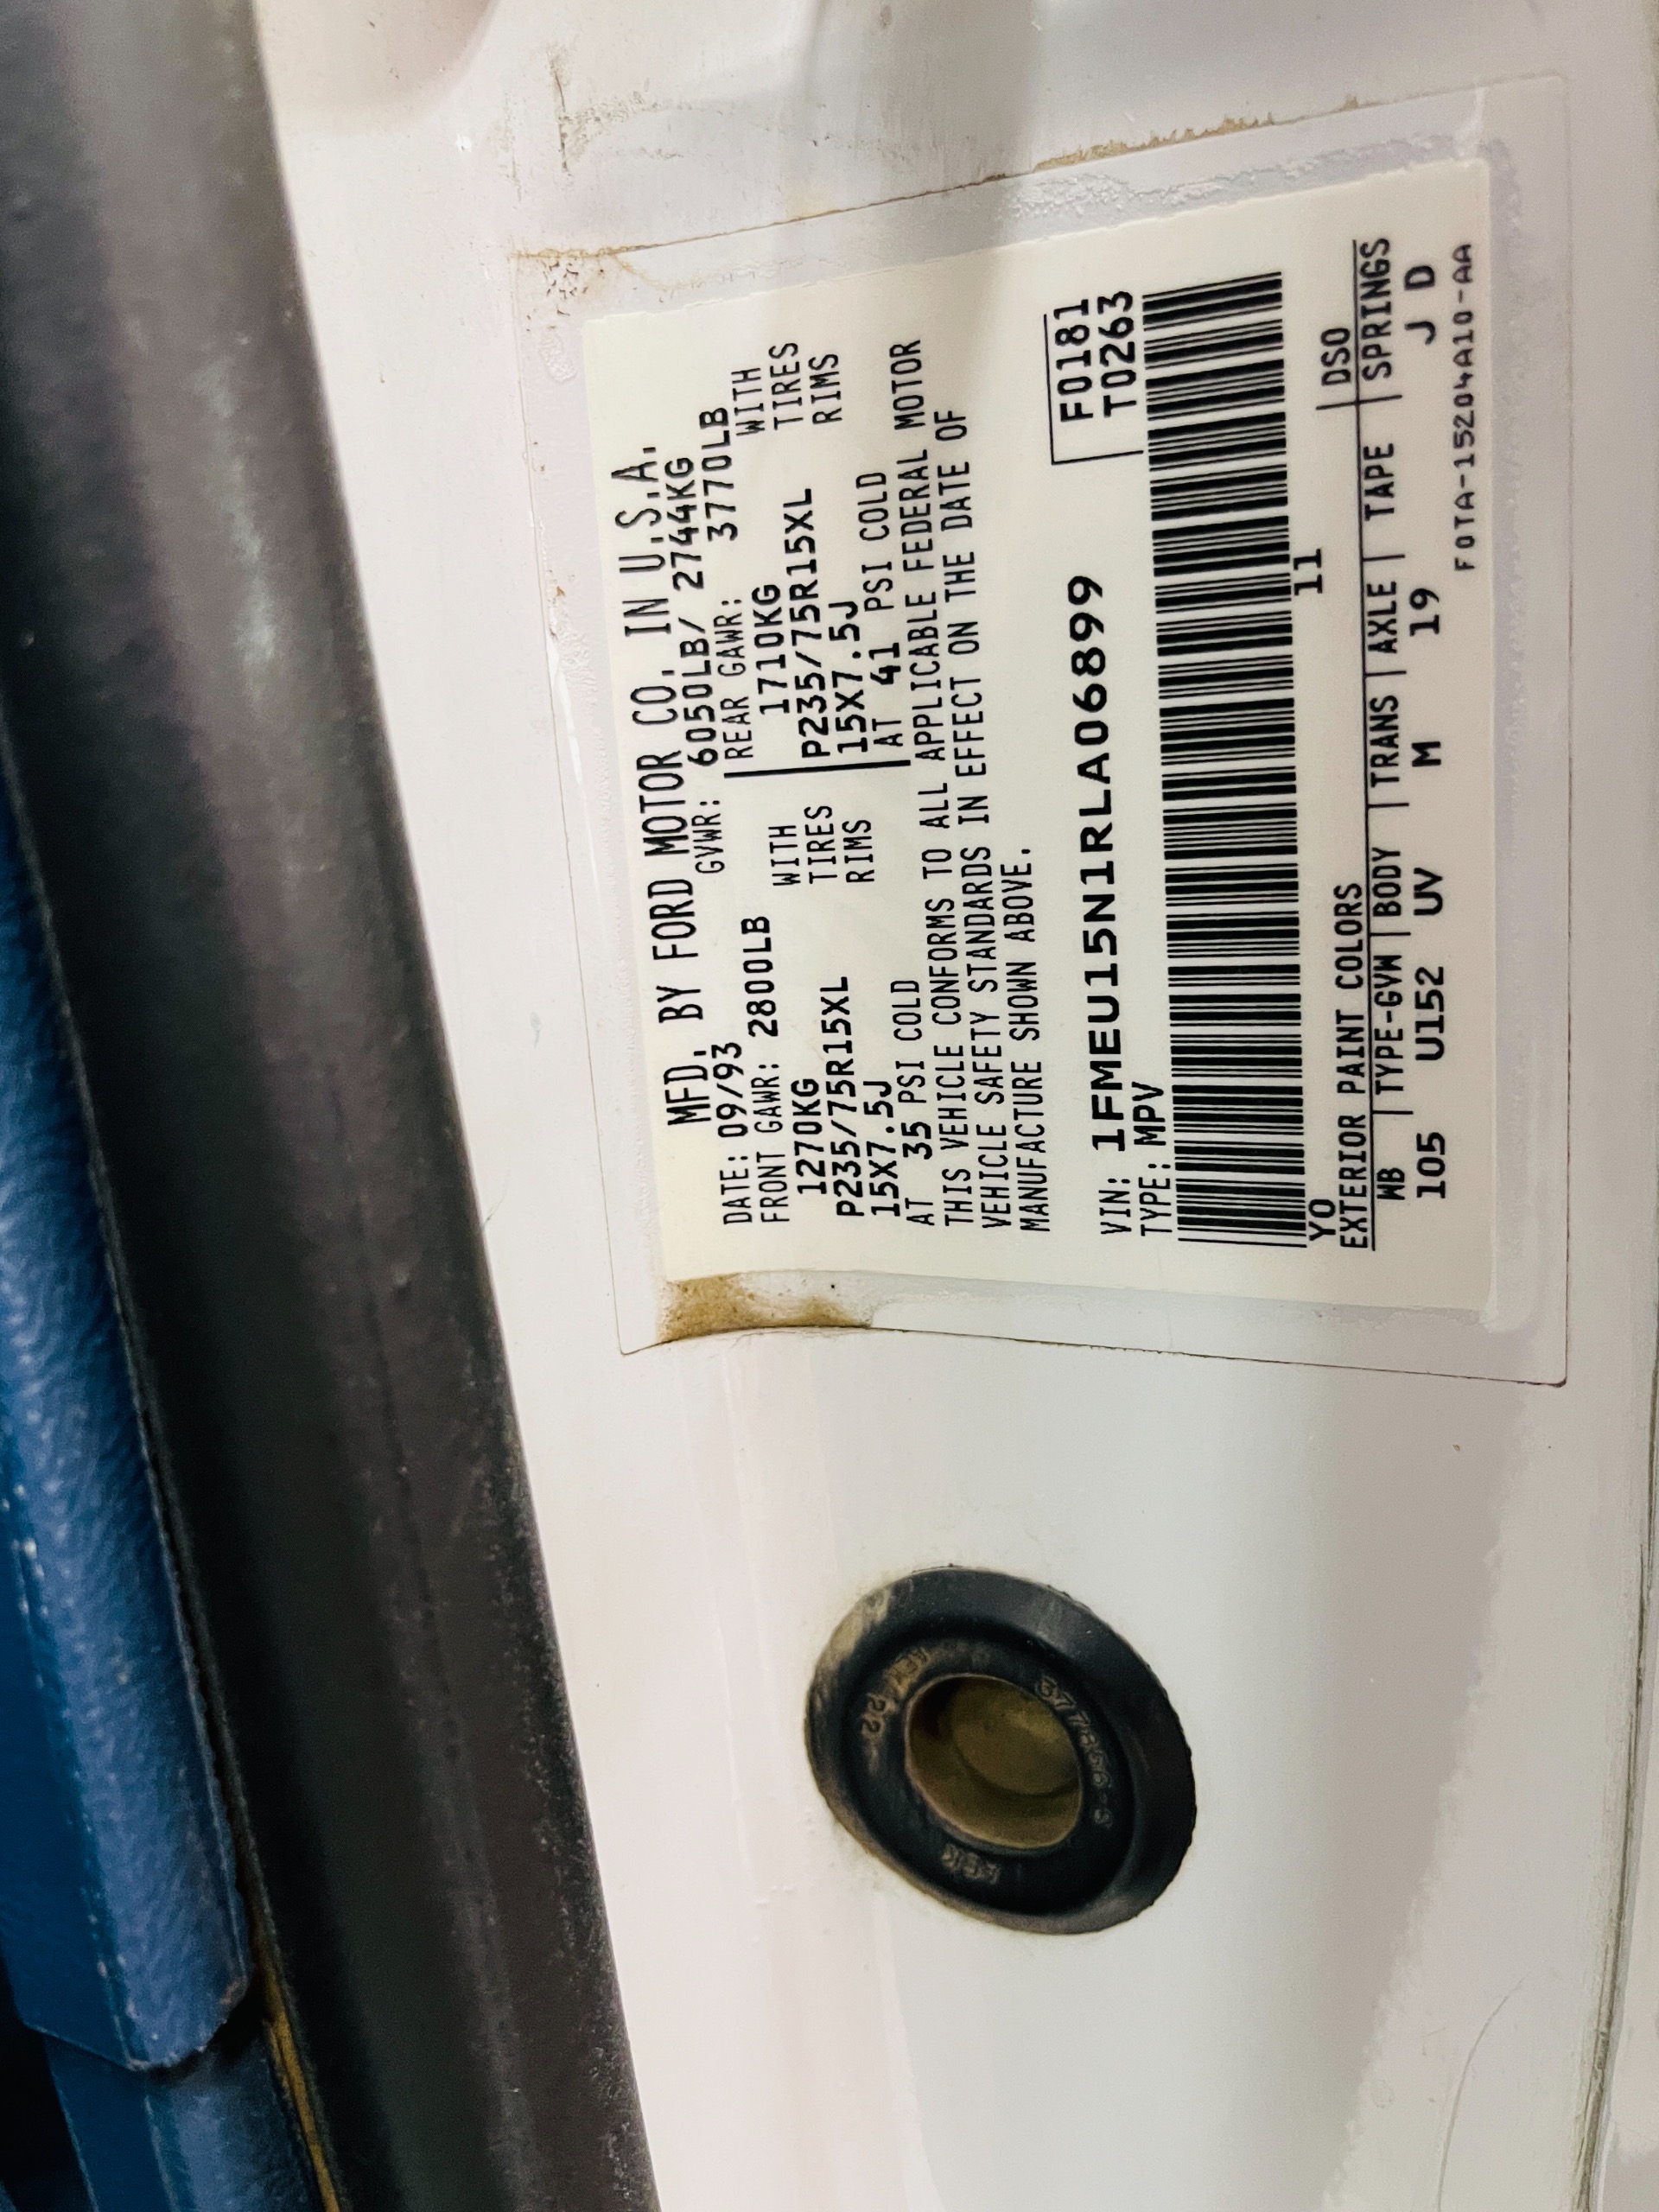 MFD. BY FORD MOTOR CO. IN U.S.A.
DATE: 09/93 GVWR: 6050LB/ 2744KG
FRONT GAWR: 2800LB REAR GAWR: 3770LB
1270KG WITH 1710KG WITH
P235/75R15XL TIRES P235/75R15XL TIRES
15X7.5J RIMS 15X7.5J RIMS
AT 35 PSI COLD AT 41 PSI COLD
THIS VEHICLE CONFORMS TO ALL APPLICABLE FEDERAL MOTOR
VEHICLE SAFETY STANDARDS IN EFFECT ON THE DATE OF
MANUFACTURE SHOWN ABOVE.
F0181
T0263
VIN: 1FMEU15N1RLA06899
TYPE: MPV
YO 11
EXTERIOR PAINT COLORS DSO
WB TYPE-GVW BODY TRANS AXLE TAPE SPRINGS
105 U152 UV M 19 J D
F0TA-15204A10-AA